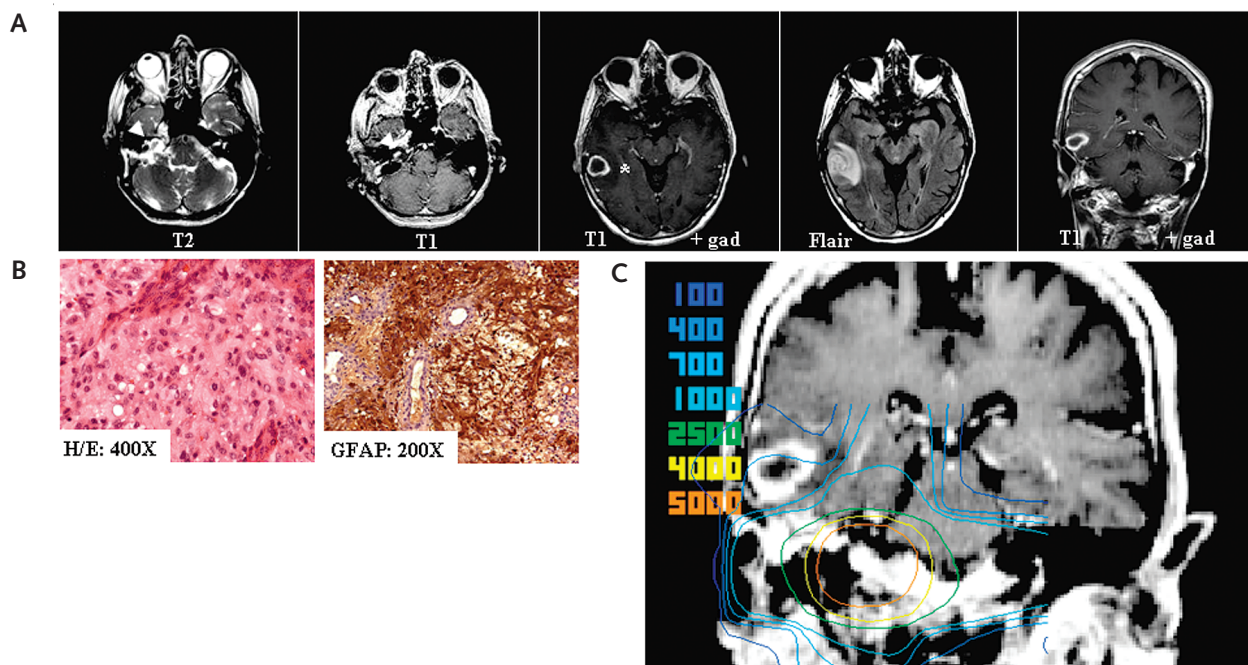 A
T2
T1
T1 + gad
*
Flair
T1 + gad
B
H/E: 400X
GFAP: 200X
C
100
400
700
1000
2500
4000
5000